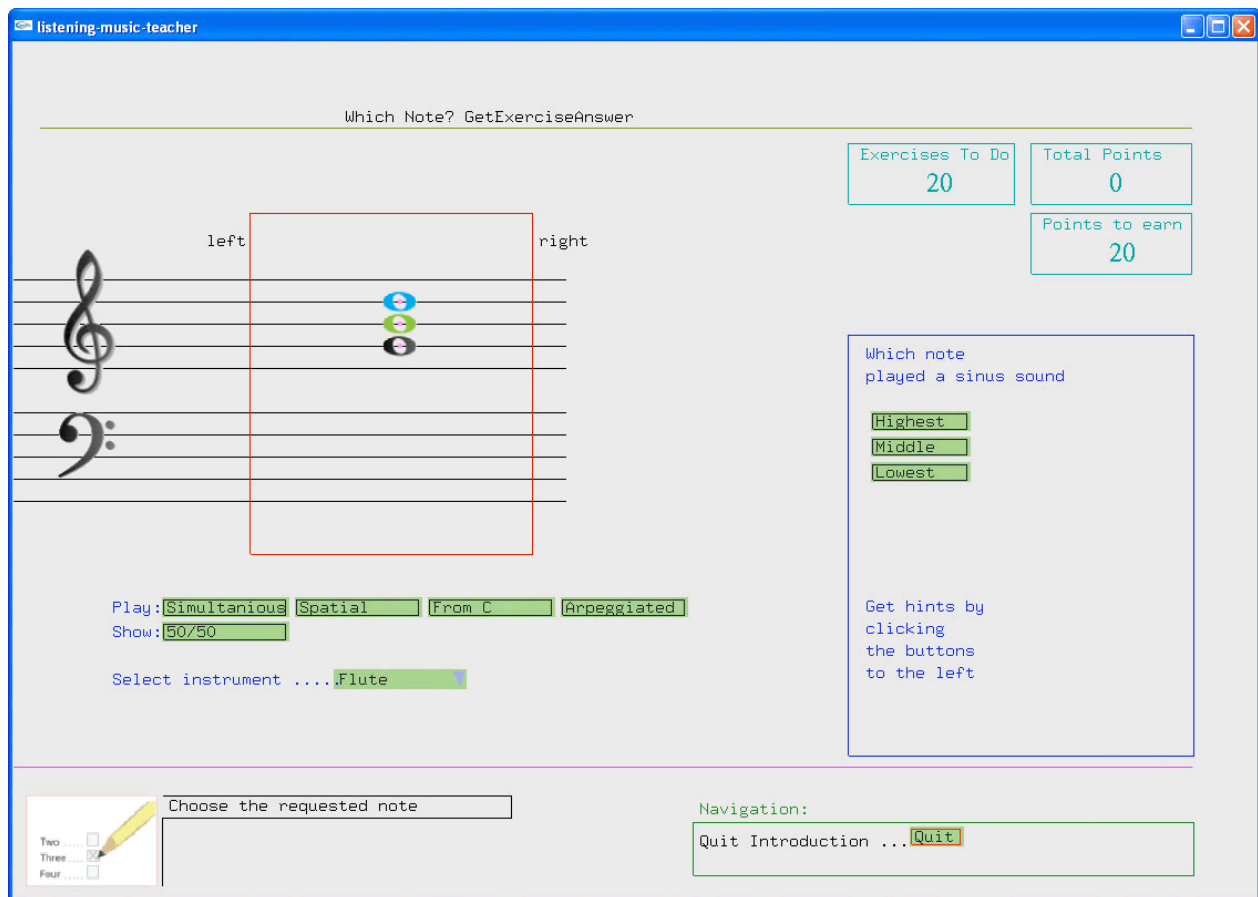 listening-music-teacher
Which Note? GetExerciseAnswer
Exercises To Do
20
Total Points
0
Points to earn
20
left
right
Which note
played a sinus sound
Highest
Middle
Lowest
Play: Simultanious Spatial From C Arpeggiated
Show: 50/50
Select instrument .....Flute
Get hints by
clicking
the buttons
to the left
Choose the requested note
Two .....
Three ....
Four .....
Navigation:
Quit Introduction ... Quit